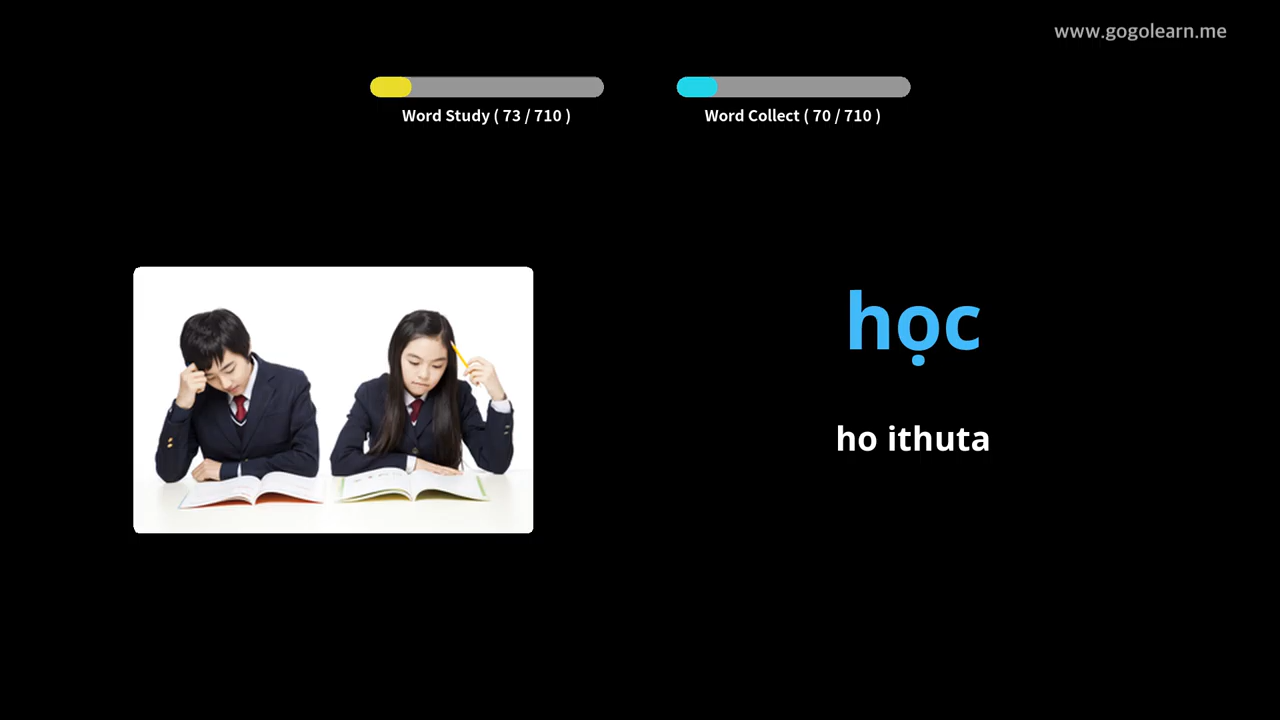 www.gogolearn.me
Word Study ( 73 / 710 )
Word Collect ( 70 / 710 )
học
ho ithuta